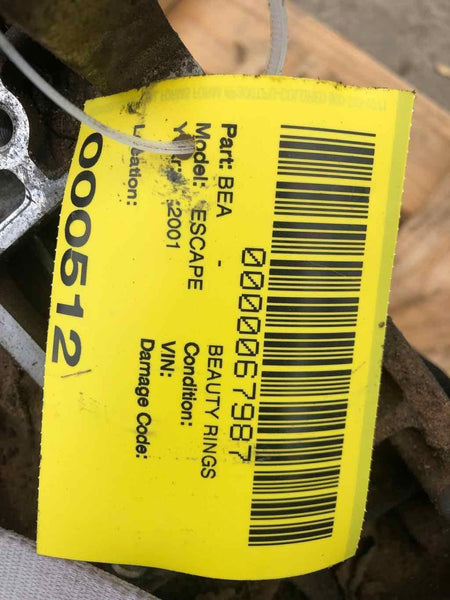 0000067987
Part: BEA - BEAUTY RINGS
Model: ESCAPE Condition:
Year: 2001 VIN:
Location: Damage Code:
000512